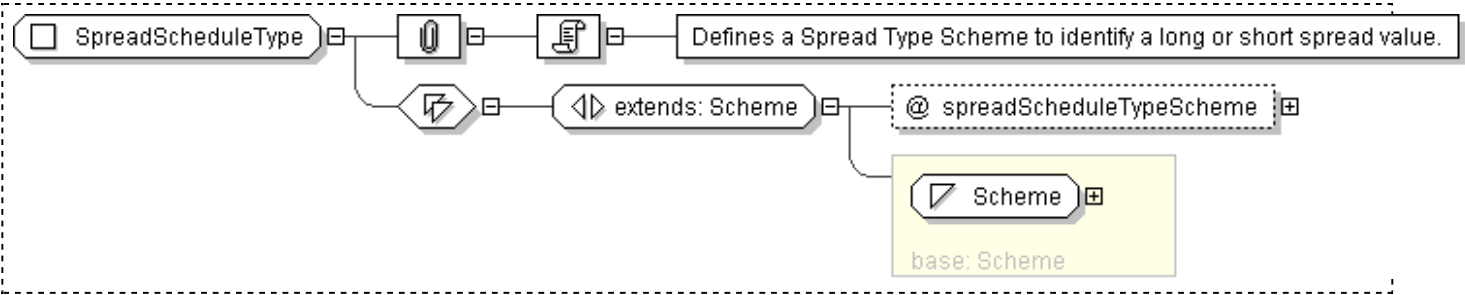 SpreadScheduleType
Defines a Spread Type Scheme to identify a long or short spread value.
extends: Scheme
@ spreadScheduleTypeScheme
Scheme
base: Scheme